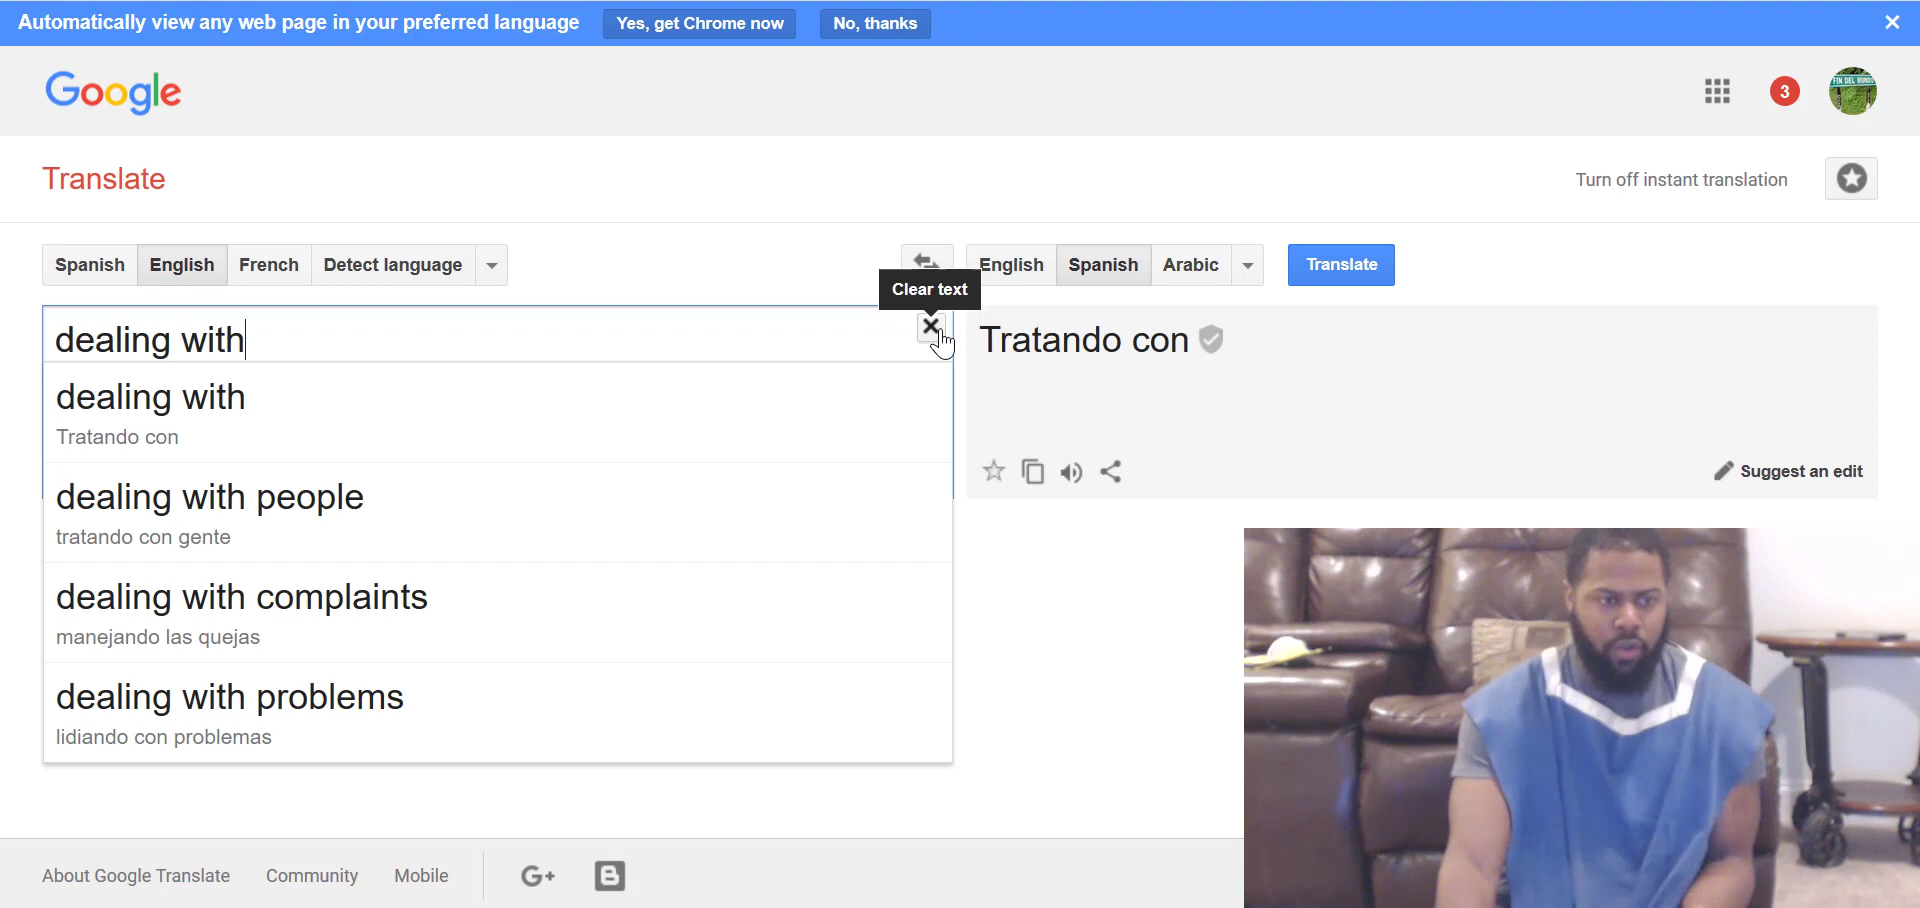 Automatically view any web page in your preferred language Yes, get Chrome now No, thanks
Google
3
FIN DEL MUNDO
Translate
Turn off instant translation
Spanish English French Detect language
English Spanish Arabic Translate
Clear text
dealing with
Tratando con
dealing with
Tratando con
dealing with people
tratando con gente
dealing with complaints
manejando las quejas
dealing with problems
lidiando con problemas
Suggest an edit
About Google Translate Community Mobile G+ B